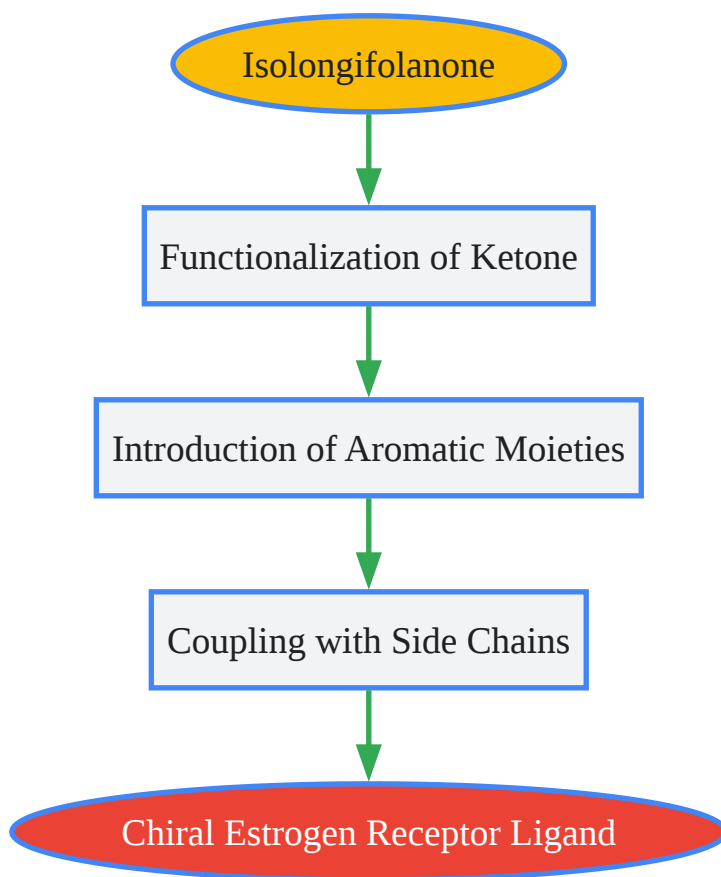 Isolongifolanone
Functionalization of Ketone
Introduction of Aromatic Moieties
Coupling with Side Chains
Chiral Estrogen Receptor Ligand